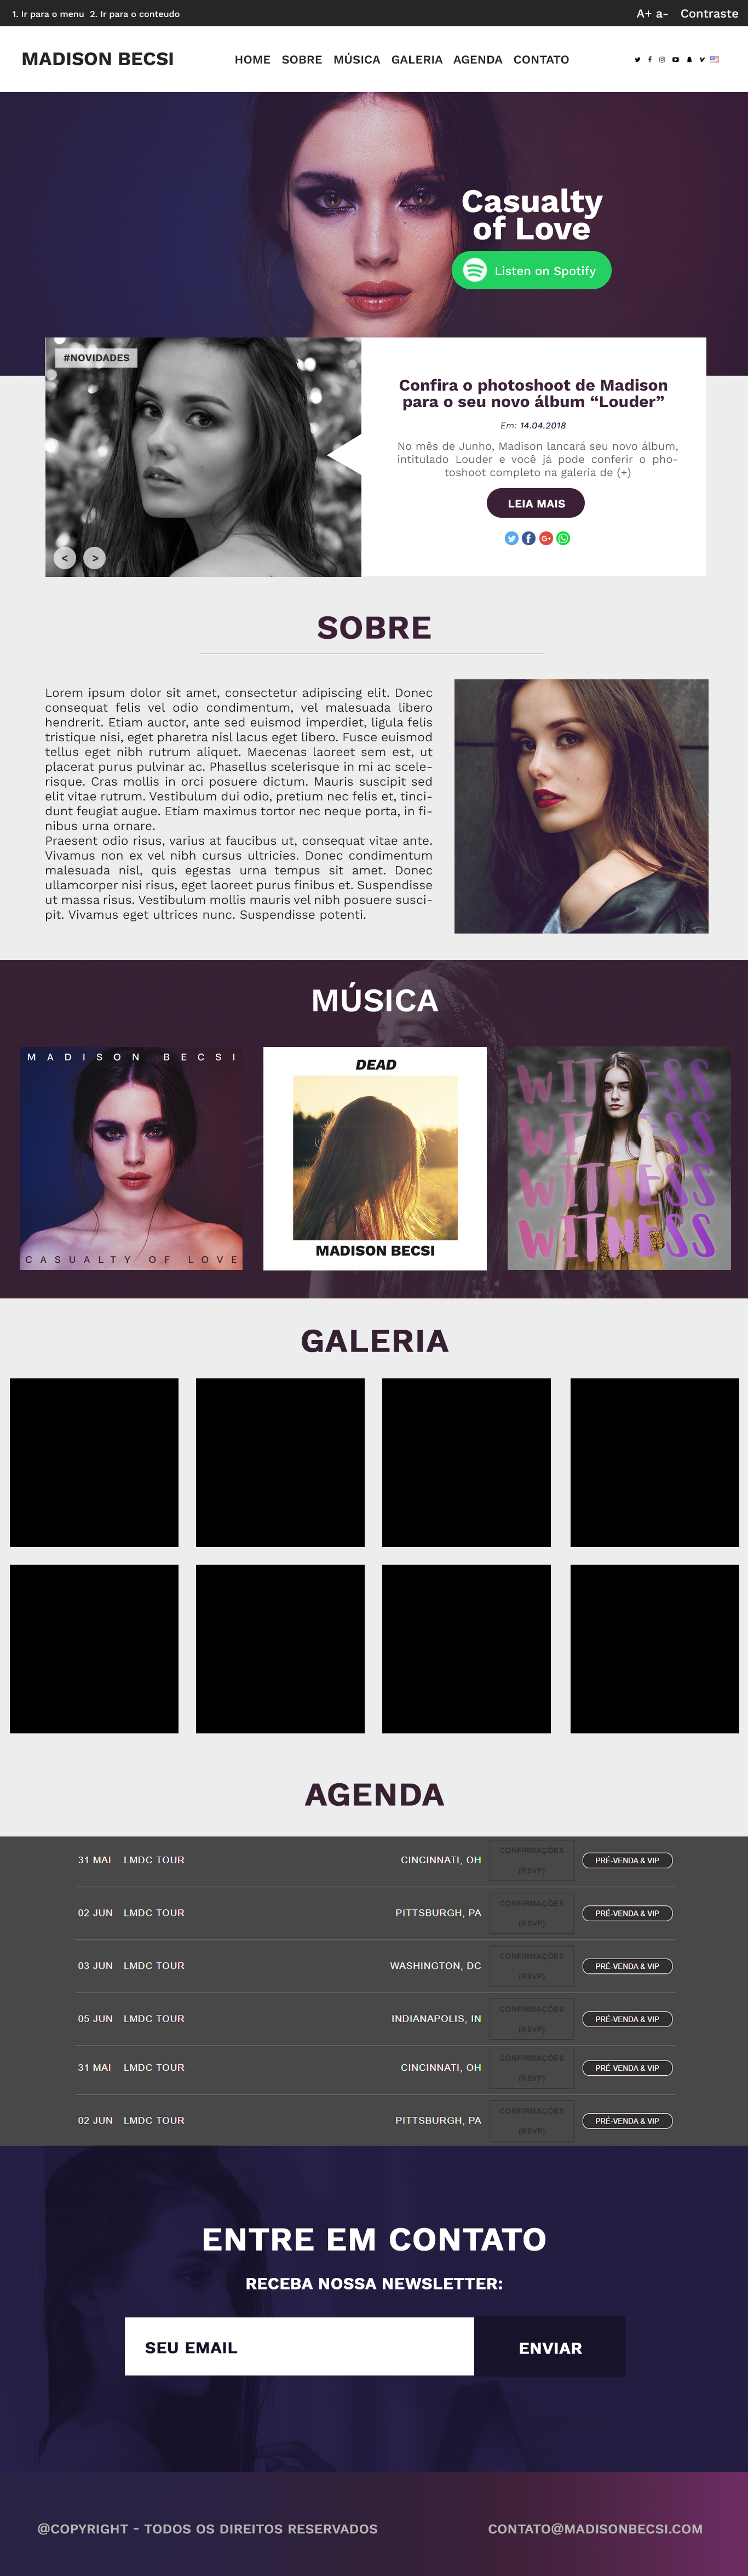 1. Ir para o menu 2. Ir para o conteudo
A+ a- Contraste
MADISON BECSI
HOME SOBRE MÚSICA GALERIA AGENDA CONTATO
Casualty
of Love
Listen on Spotify
#NOVIDADES
< >
Confira o photoshoot de Madison
para o seu novo álbum “Louder”
Em: 14.04.2018
No mês de Junho, Madison lancará seu novo álbum,
intitulado Louder e você já pode conferir o pho-
toshoot completo na galeria de (+)
LEIA MAIS
SOBRE
Lorem ipsum dolor sit amet, consectetur adipiscing elit. Donec
consequat felis vel odio condimentum, vel malesuada libero
hendrerit. Etiam auctor, ante sed euismod imperdiet, ligula felis
tristique nisi, eget pharetra nisl lacus eget libero. Fusce euismod
tellus eget nibh rutrum aliquet. Maecenas laoreet sem est, ut
placerat purus pulvinar ac. Phasellus scelerisque in mi ac scele-
risque. Cras mollis in orci posuere dictum. Mauris suscipit sed
elit vitae rutrum. Vestibulum dui odio, pretium nec felis et, tinci-
dunt feugiat augue. Etiam maximus tortor nec neque porta, in fi-
nibus urna ornare.
Praesent odio risus, varius at faucibus ut, consequat vitae ante.
Vivamus non ex vel nibh cursus ultricies. Donec condimentum
malesuada nisl, quis egestas urna tempus sit amet. Donec
ullamcorper nisi risus, eget laoreet purus finibus et. Suspendisse
ut massa risus. Vestibulum mollis mauris vel nibh posuere susci-
pit. Vivamus eget ultrices nunc. Suspendisse potenti.
MÚSICA
MADISON BECSI
CASUALTY OF LOVE
DEAD
MADISON BECSI
WITNESS
WITNESS
WITNESS
WITNESS
GALERIA
AGENDA
31 MAI LMDC TOUR CINCINNATI, OH CONFIRMAÇÕES (RSVP) PRÉ-VENDA & VIP
02 JUN LMDC TOUR PITTSBURGH, PA CONFIRMAÇÕES (RSVP) PRÉ-VENDA & VIP
03 JUN LMDC TOUR WASHINGTON, DC CONFIRMAÇÕES (RSVP) PRÉ-VENDA & VIP
05 JUN LMDC TOUR INDIANAPOLIS, IN CONFIRMAÇÕES (RSVP) PRÉ-VENDA & VIP
31 MAI LMDC TOUR CINCINNATI, OH CONFIRMAÇÕES (RSVP) PRÉ-VENDA & VIP
02 JUN LMDC TOUR PITTSBURGH, PA CONFIRMAÇÕES (RSVP) PRÉ-VENDA & VIP
ENTRE EM CONTATO
RECEBA NOSSA NEWSLETTER:
SEU EMAIL
ENVIAR
@COPYRIGHT - TODOS OS DIREITOS RESERVADOS
CONTATO@MADISONBECSI.COM